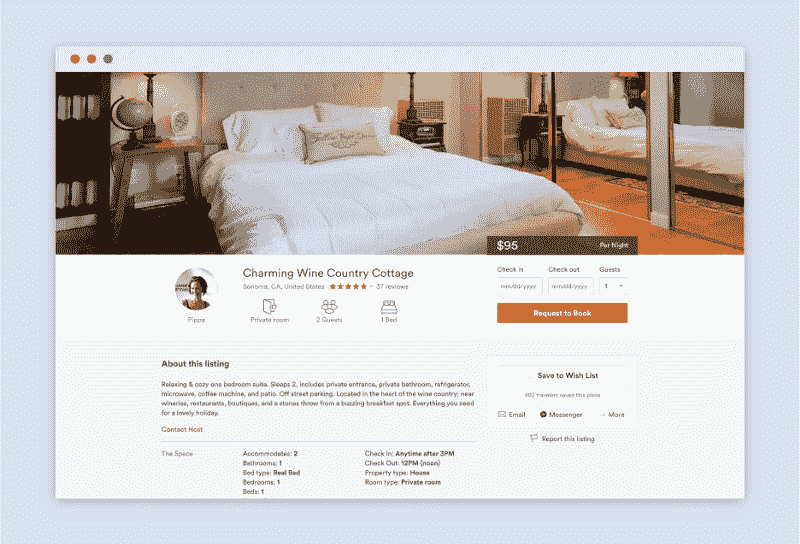 $95 Per Night
Charming Wine Country Cottage
Sonoma, CA, United States 37 reviews
Pippa
Private room 2 Guests 1 Bed
Check in Check out Guests
mm/dd/yyyy mm/dd/yyyy 1
Request to Book
About this listing
Relaxing & cozy one bedroom suite. Sleeps 2, includes private entrance, private bathroom, refrigerator,
microwave, coffee machine, and patio. Off street parking. Located in the heart of the wine country; near
wineries, restaurants, boutiques, and a stones throw from a buzzing breakfast spot. Everything you need
for a lovely holiday.
Contact Host
The Space
Accommodates: 2
Bathrooms: 1
Bed type: Real Bed
Bedrooms: 1
Beds: 1
Check In: Anytime after 3PM
Check Out: 12PM (noon)
Property type: House
Room type: Private room
Save to Wish List
travelers saved this place
Email Messenger More
Report this listing